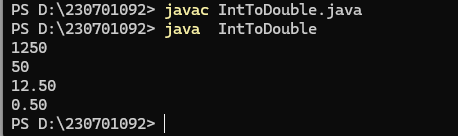 PS D:\230701092> javac IntToDouble.java
PS D:\230701092> java  IntToDouble
1250
50
12.50
0.50
PS D:\230701092>